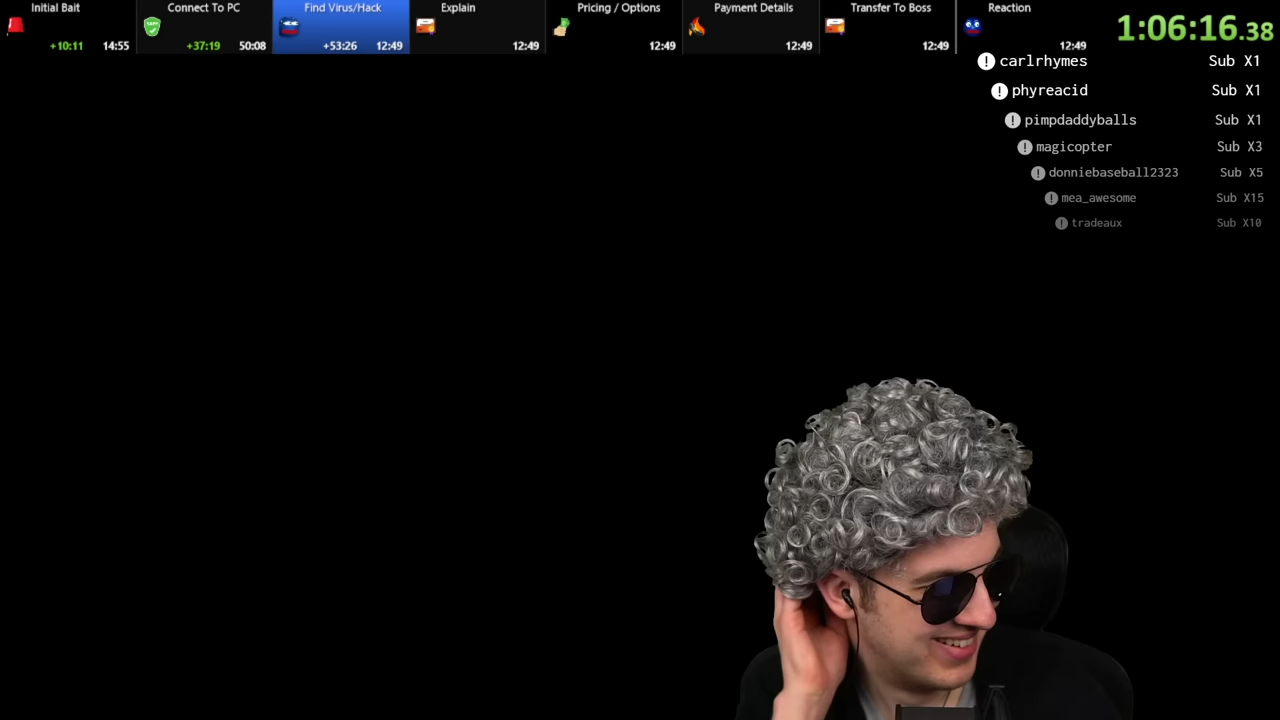 Initial Bait
+10:11 14:55
Connect To PC
+37:19 50:08
Find Virus/Hack
+53:26 12:49
Explain
12:49
Pricing / Options
12:49
Payment Details
12:49
Transfer To Boss
12:49
Reaction
12:49
1:06:16.38
carlrhymes Sub X1
phyreacid Sub X1
pimpdaddyballs Sub X1
magicopter Sub X3
donniebaseball2323 Sub X5
mea_awesome Sub X15
tradeaux Sub X10